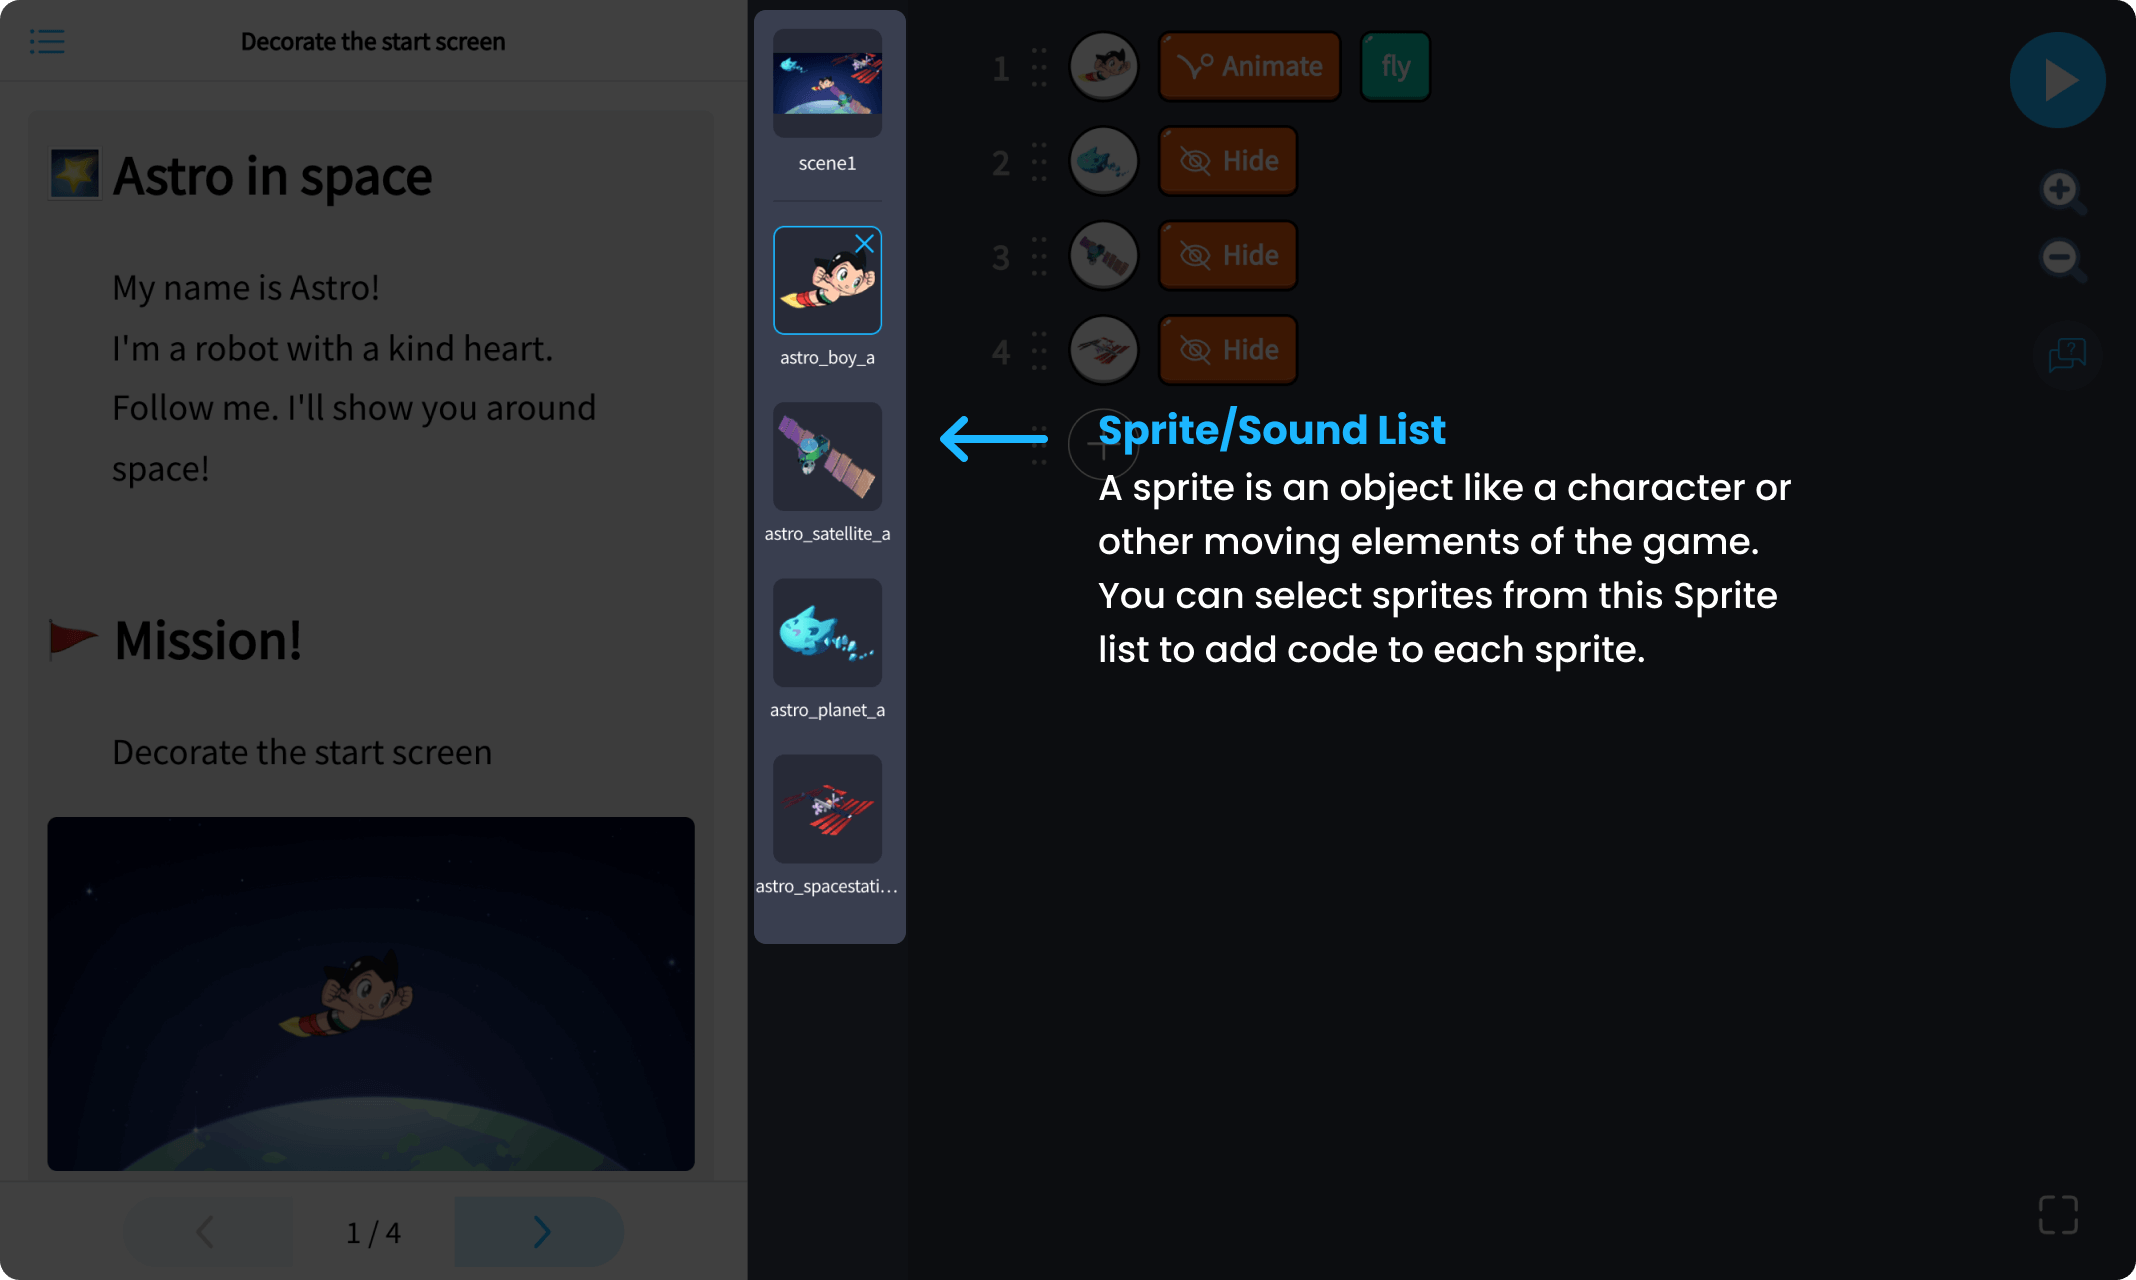 Decorate the start screen
Astro in space
My name is Astro!
I'm a robot with a kind heart.
Follow me. I'll show you around
space!
Mission!
Decorate the start screen
1 / 4
scene1
astro_boy_a
astro_satellite_a
astro_planet_a
astro_spacestati...
1 Animate fly
2 Hide
3 Hide
4 Hide
Sprite/Sound List
A sprite is an object like a character or
other moving elements of the game.
You can select sprites from this Sprite
list to add code to each sprite.